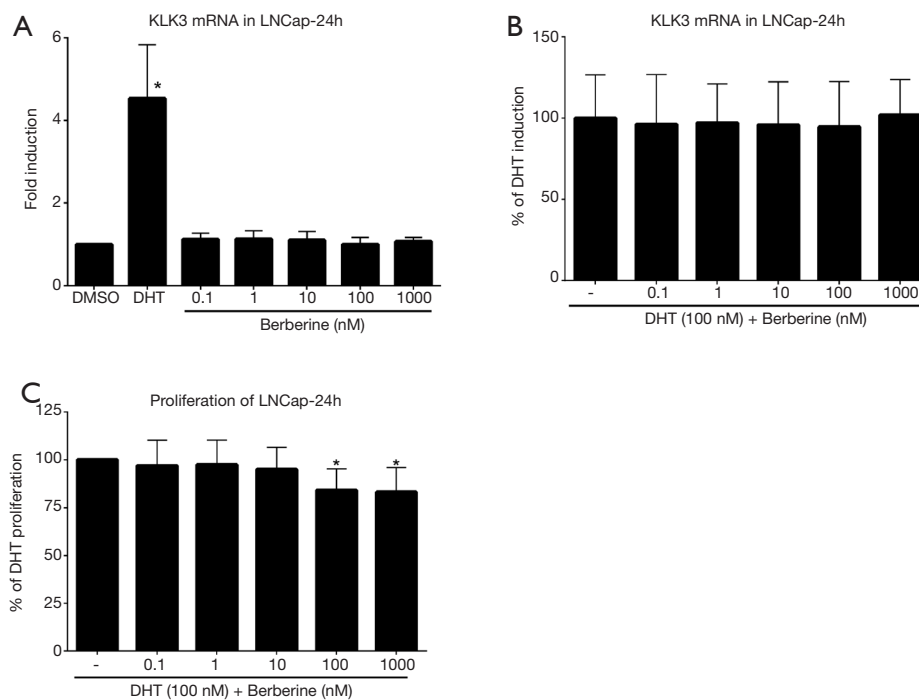 A
KLK3 mRNA in LNCap-24h
Fold induction
6
4
2
0
*
DMSO DHT 0.1 1 10 100 1000
Berberine (nM)
B
KLK3 mRNA in LNCap-24h
% of DHT induction
150
100
50
0
- 0.1 1 10 100 1000
DHT (100 nM) + Berberine (nM)
C
Proliferation of LNCap-24h
% of DHT proliferation
125
100
75
50
25
0
* *
- 0.1 1 10 100 1000
DHT (100 nM) + Berberine (nM)